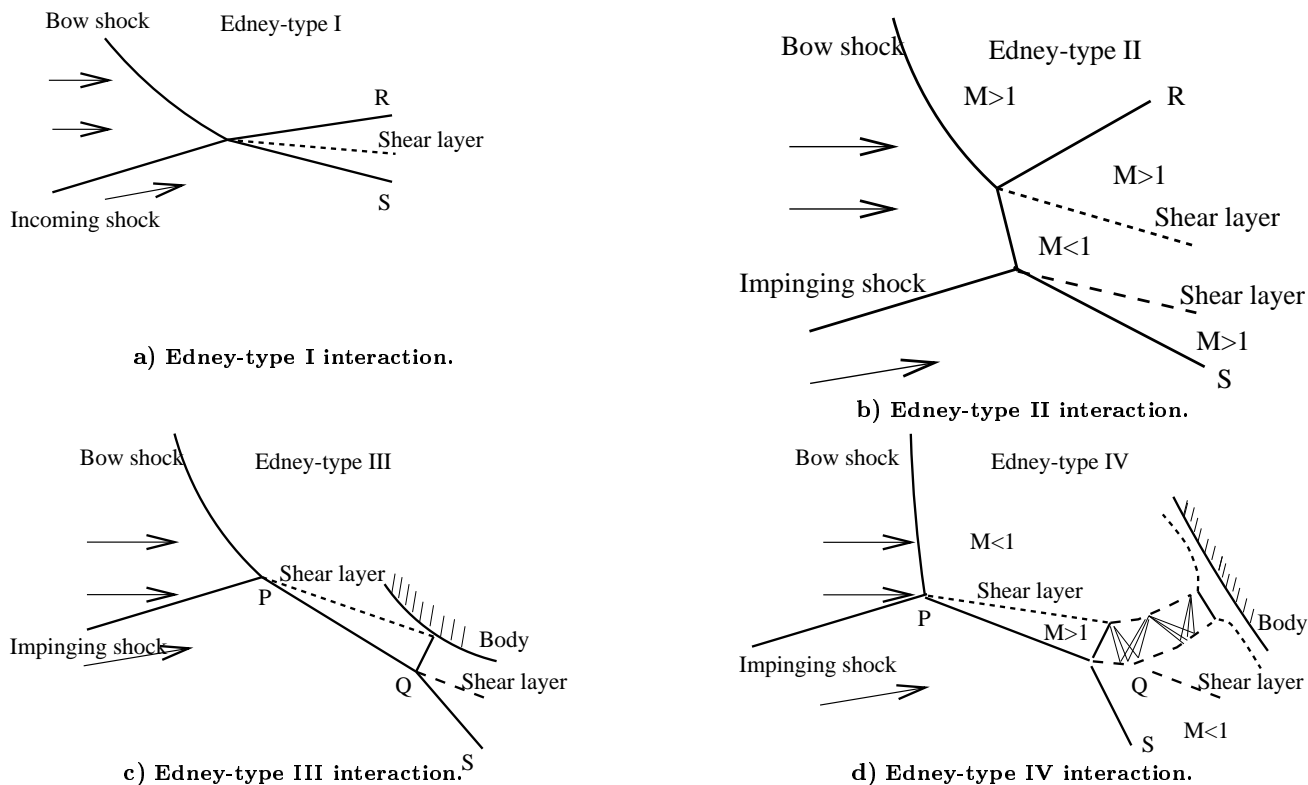 Bow shock
Edney-type I
R
Shear layer
S
Incoming shock
a) Edney-type I interaction.
Bow shock
Edney-type II
M>1
R
M>1
Shear layer
M<1
Impinging shock
Shear layer
M>1
S
b) Edney-type II interaction.
Bow shock
Edney-type III
Shear layer
P
Impinging shock
Body
Q
Shear layer
S
c) Edney-type III interaction.
Bow shock
Edney-type IV
M<1
Shear layer
P
M>1
Body
Impinging shock
Q
Shear layer
M<1
S
d) Edney-type IV interaction.